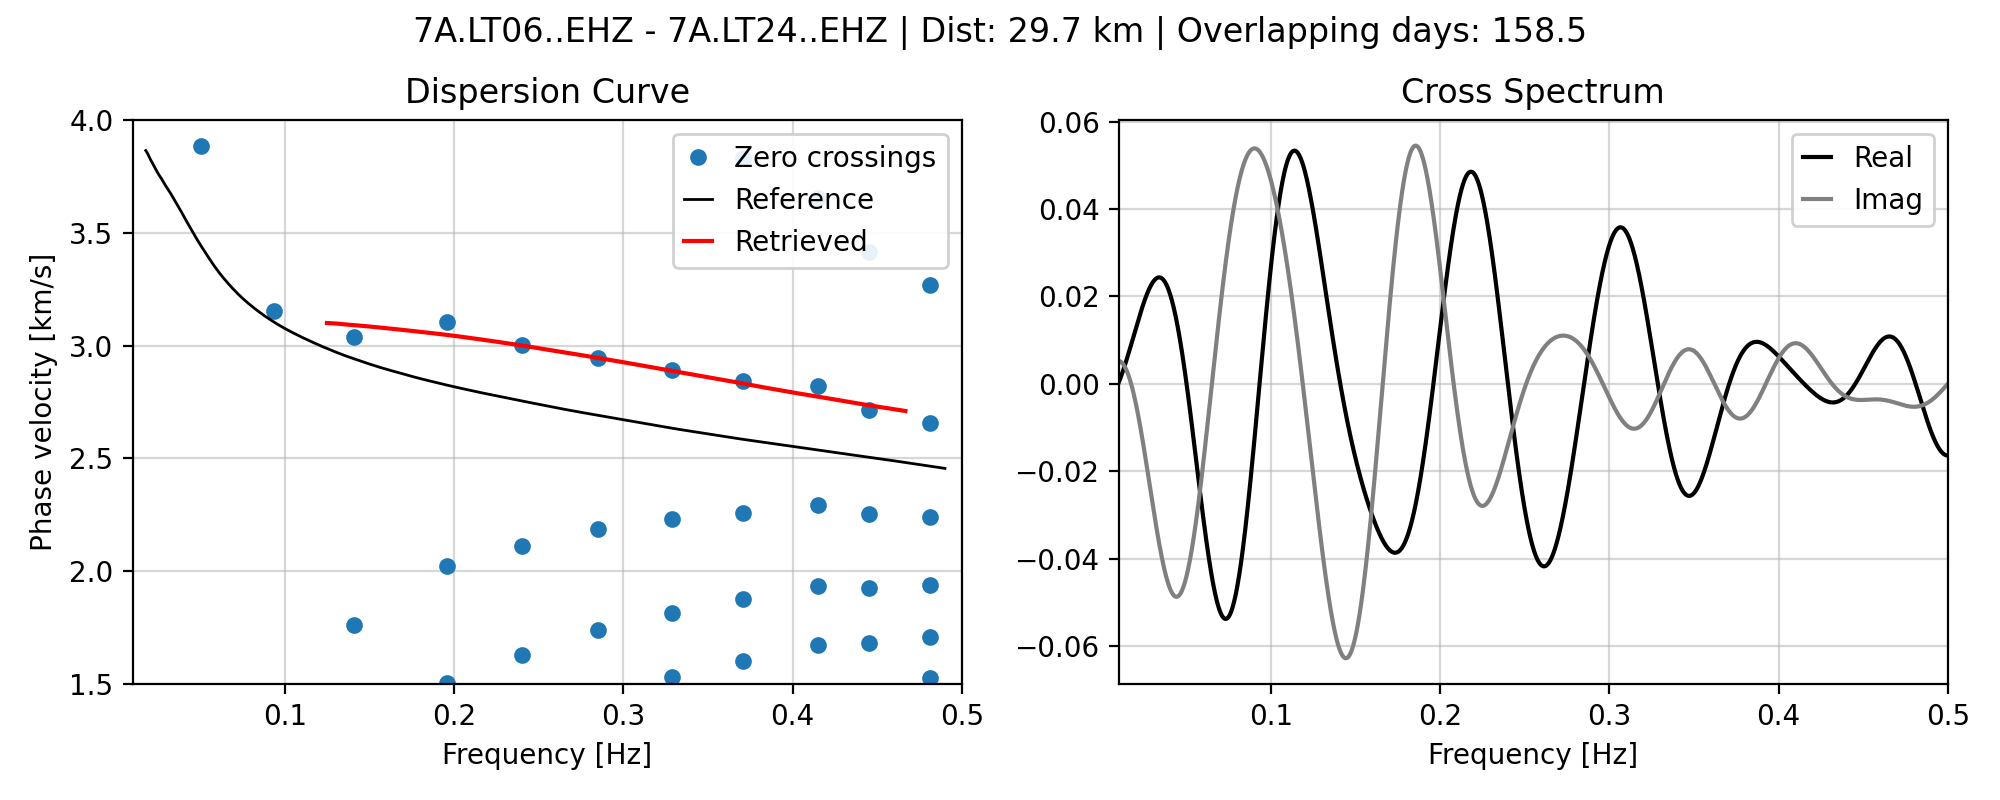 7A.LT06..EHZ - 7A.LT24..EHZ | Dist: 29.7 km | Overlapping days: 158.5
Dispersion Curve
4.0
3.5
3.0
2.5
2.0
1.5
Phase velocity [km/s]
Zero crossings
Reference
Retrieved
0.1 0.2 0.3 0.4 0.5
Frequency [Hz]
Cross Spectrum
0.06
0.04
0.02
0.00
−0.02
−0.04
−0.06
Real
Imag
0.1 0.2 0.3 0.4 0.5
Frequency [Hz]